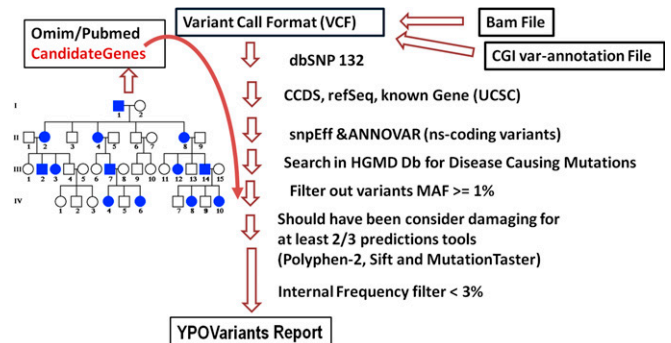 Omim/Pubmed
CandidateGenes
Variant Call Format (VCF)
Bam File
CGI var-annotation File
dbSNP 132
CCDS, refSeq, known Gene (UCSC)
snpEff &ANNOVAR (ns-coding variants)
Search in HGMD Db for Disease Causing Mutations
Filter out variants MAF >= 1%
Should have been consider damaging for
at least 2/3 predictions tools
(Polyphen-2, Sift and MutationTaster)
Internal Frequency filter < 3%
YPOVariants Report
I
1 2
II
1 2 3 4 5 6 7 8 9
III
1 2 3 4 5 6 7 8 9 10 11 12 13 14 15
IV
1 2 3 4 5 6 7 8 9 10